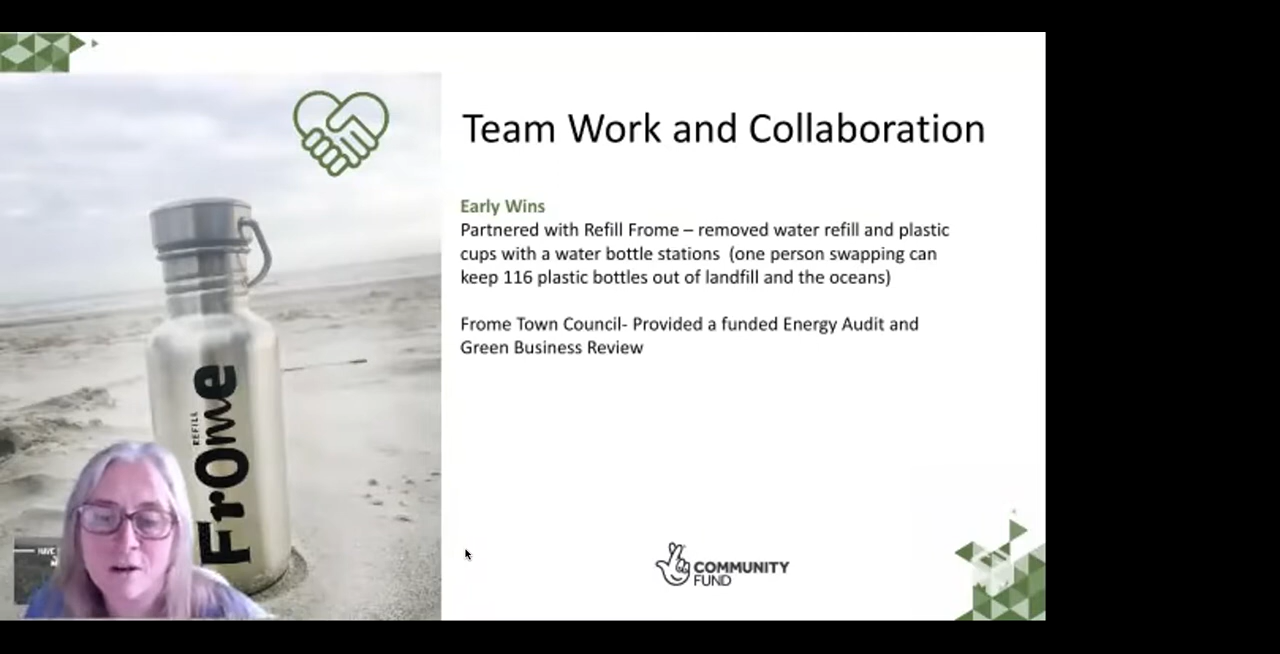 Team Work and Collaboration
Early Wins
Partnered with Refill Frome – removed water refill and plastic
cups with a water bottle stations  (one person swapping can
keep 116 plastic bottles out of landfill and the oceans)
Frome Town Council- Provided a funded Energy Audit and
Green Business Review
REFILL
FrOme
HAVE
COMMUNITY
FUND